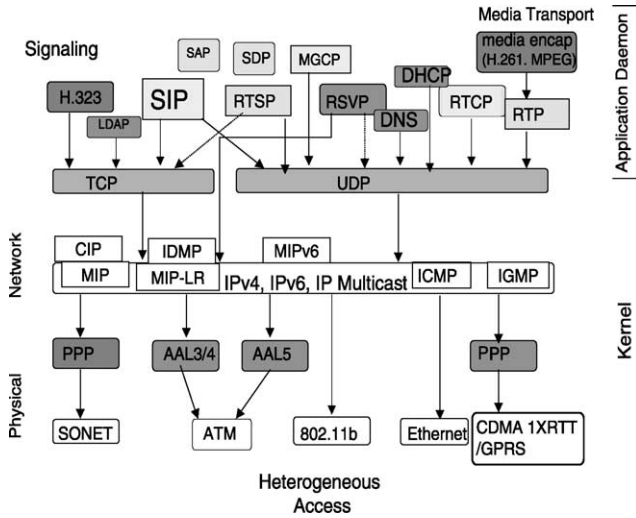 Media Transport
Signaling
SAP
SDP
MGCP
media encap
(H.261. MPEG)
Application Daemon
H.323
LDAP
SIP
RTSP
RSVP
DHCP
DNS
RTCP
RTP
TCP
UDP
Network
CIP
MIP
IDMP
MIP-LR
MIPv6
IPv4, IPv6, IP Multicast
ICMP
IGMP
Kernel
Physical
PPP
AAL3/4
AAL5
PPP
SONET
ATM
802.11b
Ethernet
CDMA 1XRTT
/GPRS
Heterogeneous
Access